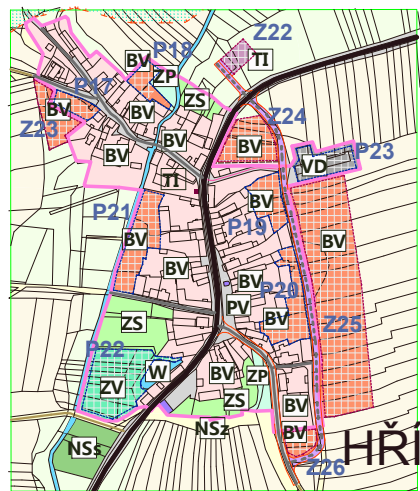 Z22
P18
BV
TI
ZP
P17
ZS
BV
BV
Z24
Z23
BV
BV
BV
P23
VD
TI
BV
P21
P19
BV
BV
BV
BV
P20
PV
BV
ZS
Z25
P22
W
ZV
BV
ZP
ZS
BV
NSz
BV
NSs
HŘÍ
Z26